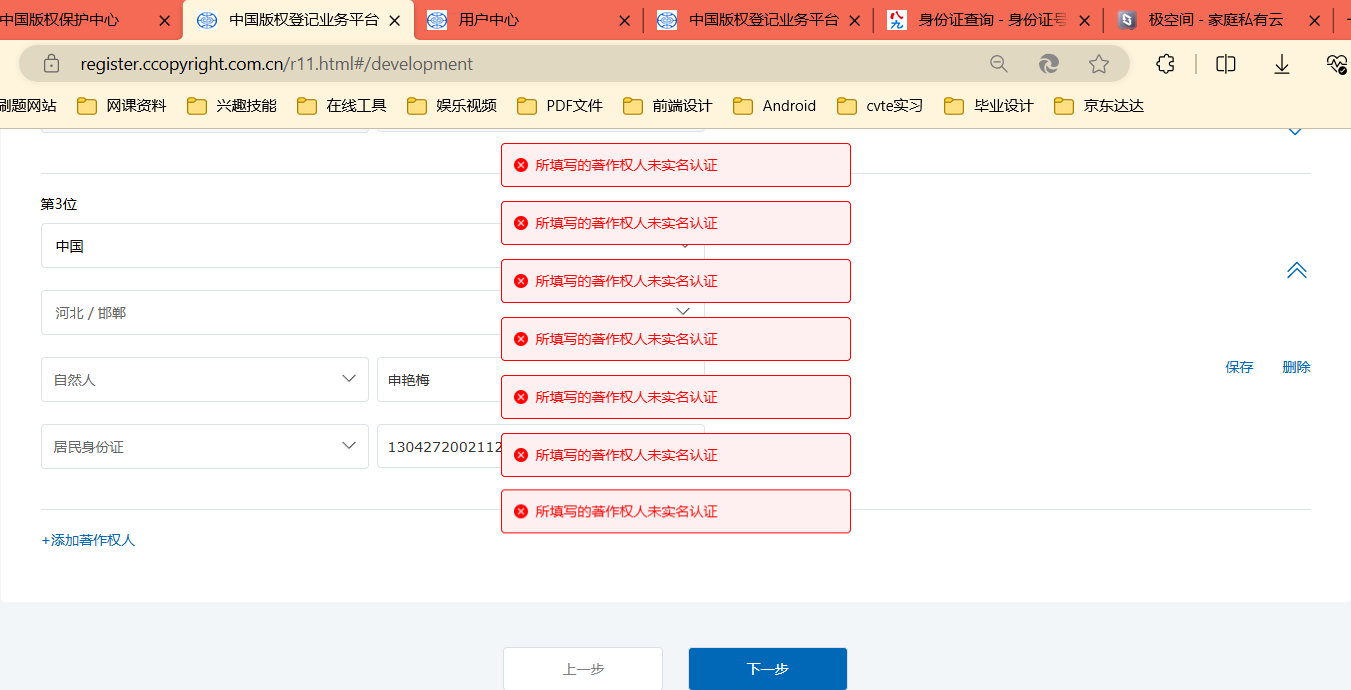 中国版权保护中心
中国版权登记业务平台
用户中心
中国版权登记业务平台
身份证查询 - 身份证号
极空间 - 家庭私有云
register.ccopyright.com.cn/r11.html#/development
刷题网站
网课资料
兴趣技能
在线工具
娱乐视频
PDF文件
前端设计
Android
cvte实习
毕业设计
京东达达
所填写的著作权人未实名认证
第3位
所填写的著作权人未实名认证
中国
所填写的著作权人未实名认证
河北 / 邯郸
所填写的著作权人未实名认证
自然人
申艳梅
所填写的著作权人未实名认证
保存
删除
居民身份证
1304272002112
所填写的著作权人未实名认证
所填写的著作权人未实名认证
+添加著作权人
上一步
下一步